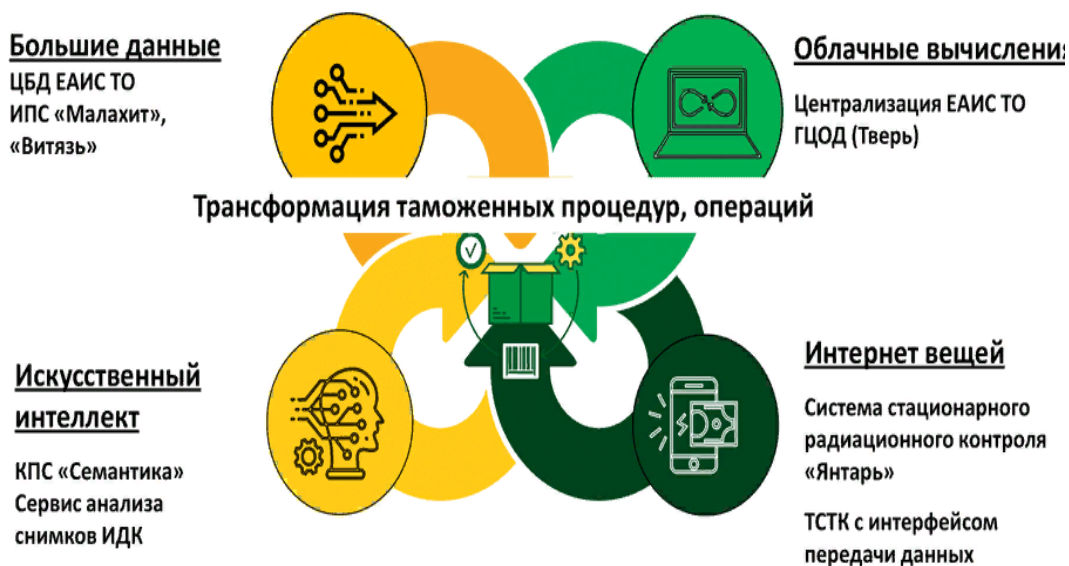 Большие данные
ЦБД ЕАИС ТО
ИПС «Малахит»,
«Витязь»
Облачные вычисления
Централизация ЕАИС ТО
ГЦОД (Тверь)
Трансформация таможенных процедур, операций
Искусственный
интеллект
КПС «Семантика»
Сервис анализа
снимков ИДК
Интернет вещей
Система стационарного
радиационного контроля
«Янтарь»
ТСТК с интерфейсом
передачи данных